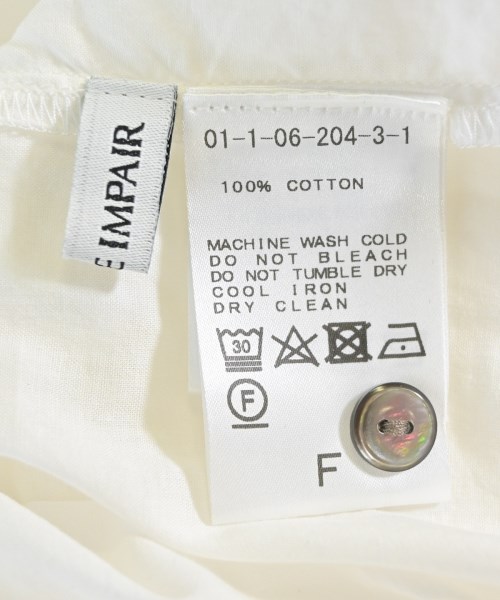 E IMPAIR
01-1-06-204-3-1
100% COTTON
MACHINE WASH COLD
DO NOT BLEACH
DO NOT TUMBLE DRY
COOL IRON
DRY CLEAN
30
F
F